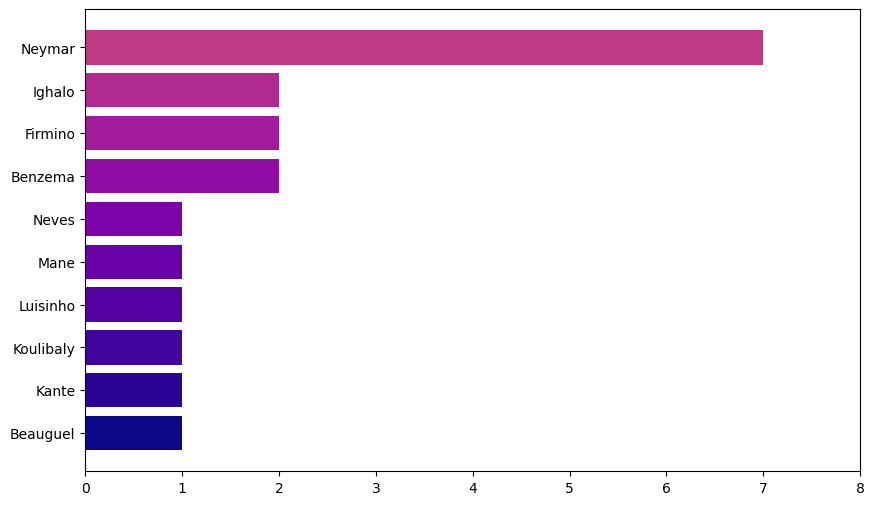 Neymar
Ighalo
Firmino
Benzema
Neves
Mane
Luisinho
Koulibaly
Kante
Beauguel
0 1 2 3 4 5 6 7 8